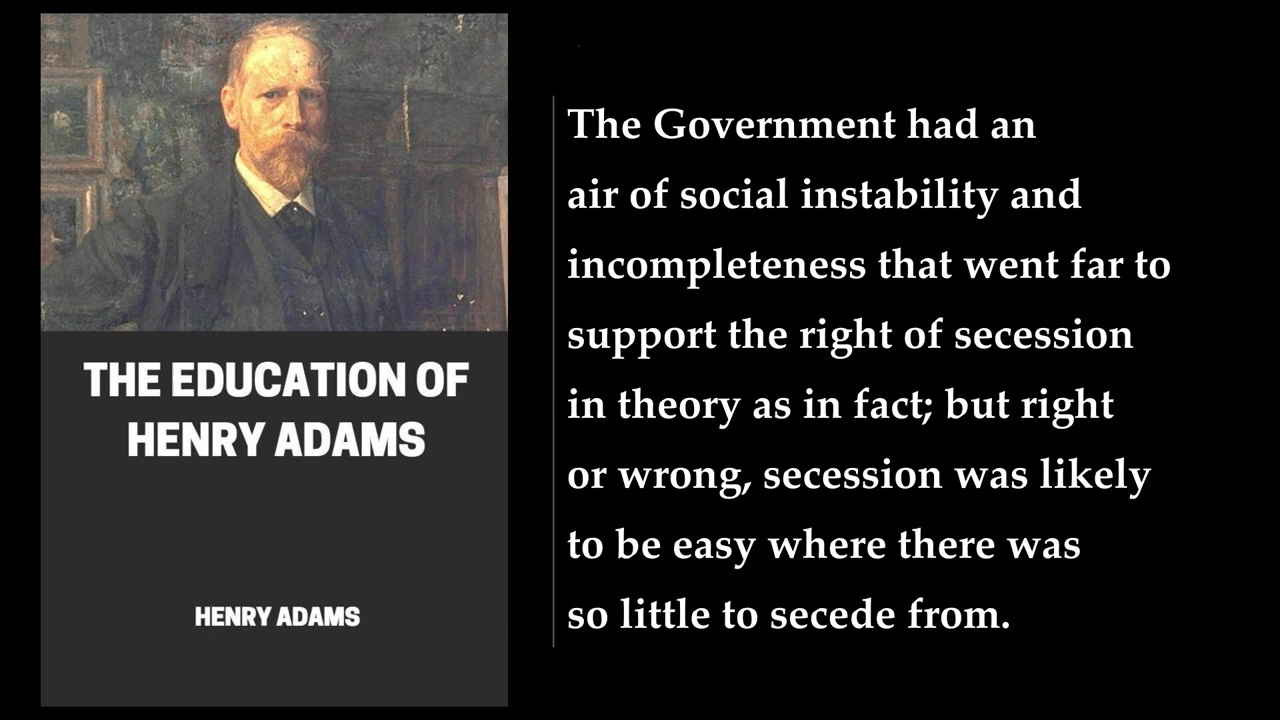 THE EDUCATION OF
HENRY ADAMS
HENRY ADAMS
The Government had an
air of social instability and
incompleteness that went far to
support the right of secession
in theory as in fact; but right
or wrong, secession was likely
to be easy where there was
so little to secede from.